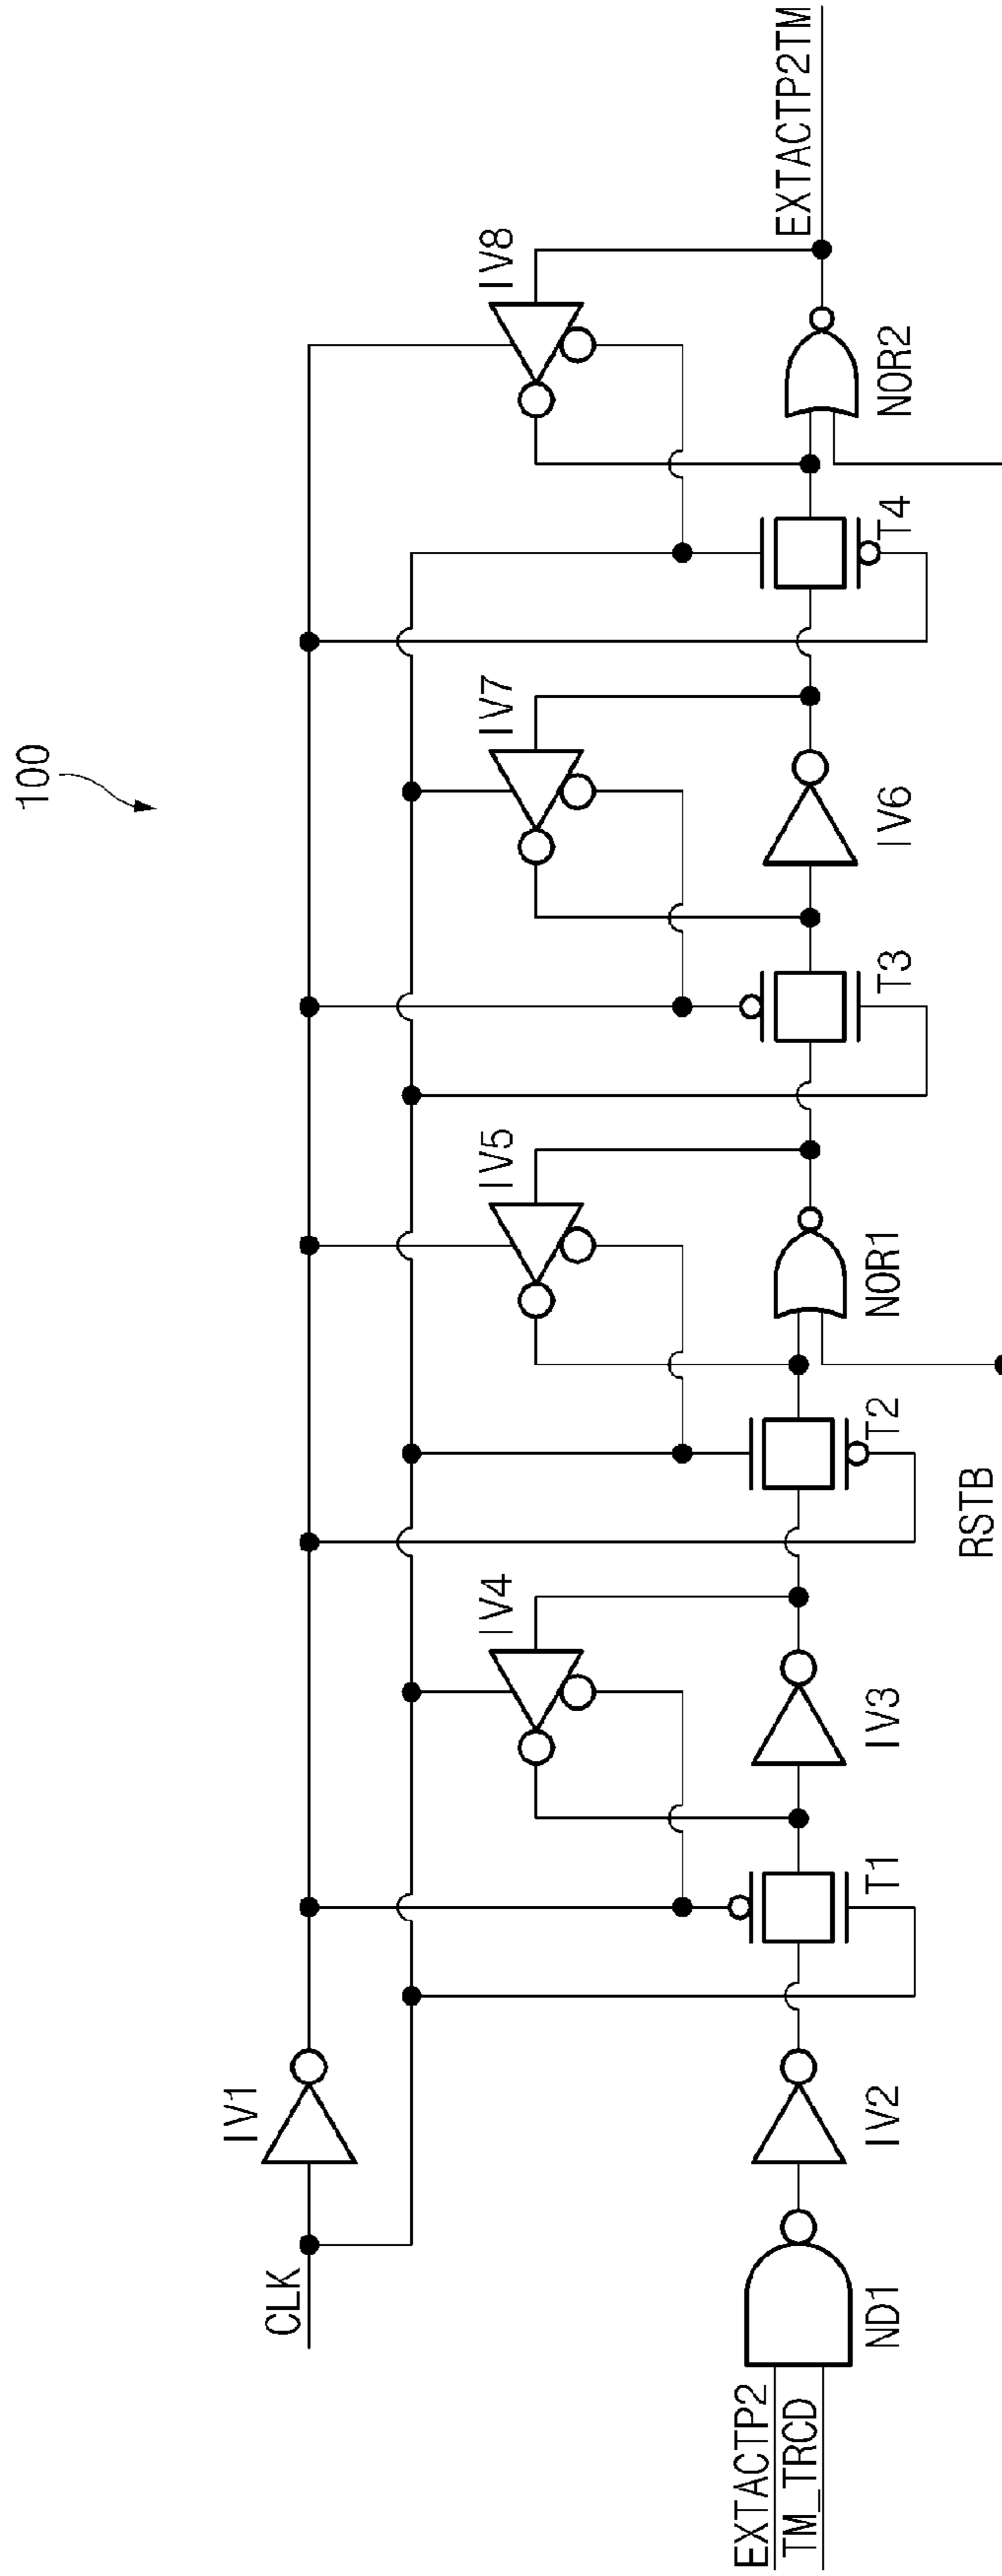 100
CLK
IV1
IV4
IV5
IV7
IV8
EXTACTP2
TM_TRCD
ND1
IV2
T1
IV3
T2
NOR1
T3
IV6
T4
NOR2
EXTACTP2TM
RSTB